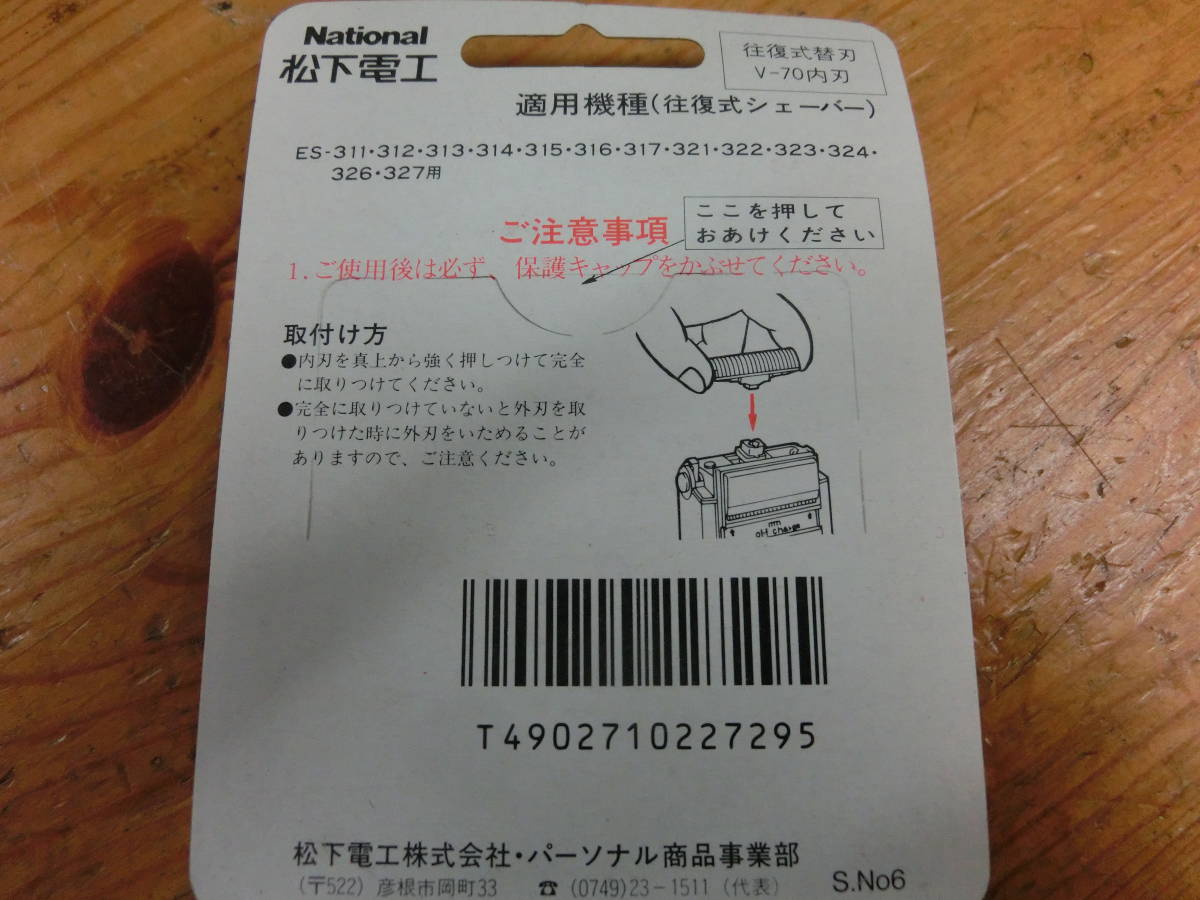 National
松下電工
往復式替刃
V-70内刃
適用機種(往復式シェーバー)
ES-311・312・313・314・315・316・317・321・322・323・324・
326・327用
ここを押して
おあけください
ご注意事項
1.ご使用後は必ず、保護キャップをかぶせてください。
取付け方
●内刃を真上から強く押しつけて完全
に取りつけてください。
●完全に取りつけていないと外刃を取
りつけた時に外刃をいためることが
ありますので、ご注意ください。
T4902710227295
松下電工株式会社・パーソナル商品事業部
(〒522) 彦根市岡町33 ☎ (0749)23-1511 (代表)
S.No6